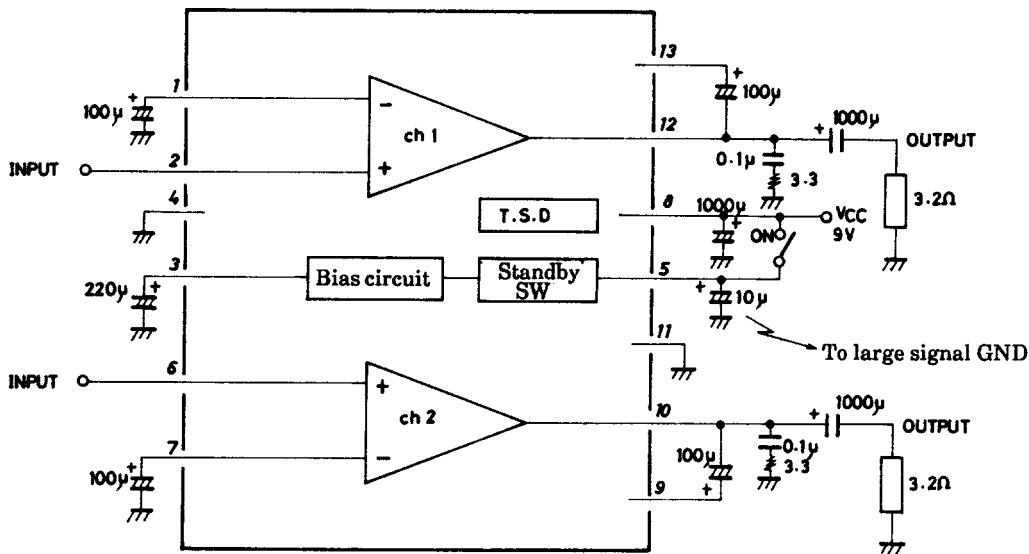 13
1
100μ
+
100μ
+
−
ch 1
+
12
1000μ
+
OUTPUT
INPUT
2
0.1μ
3.3
3.2Ω
4
T.S.D
8
1000μ
+
ON
VCC
9V
3
220μ
+
Bias circuit
Standby
SW
5
+
10μ
11
To large signal GND
INPUT
6
+
ch 2
−
10
1000μ
+
OUTPUT
7
100μ
+
100μ
+
0.1μ
3.3
3.2Ω
9